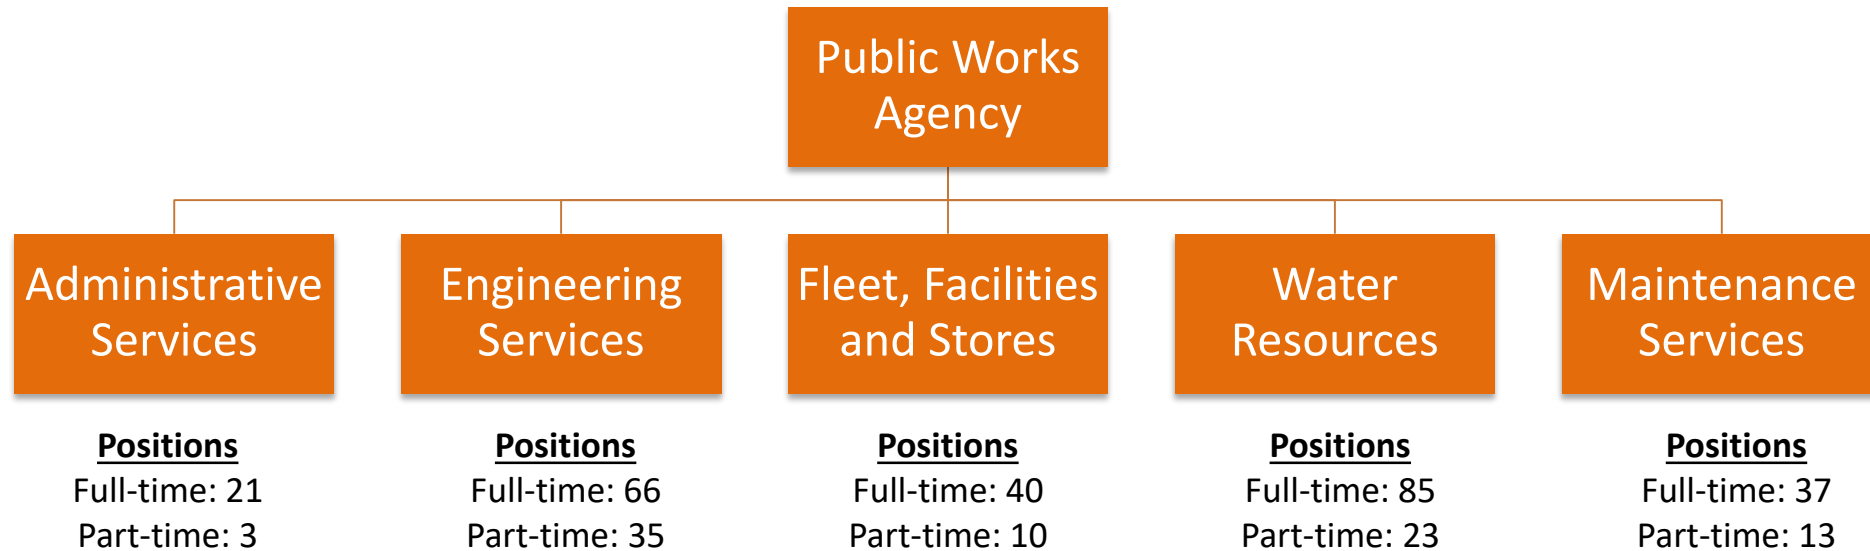 Public Works
Agency
Administrative
Services
Engineering
Services
Fleet, Facilities
and Stores
Water
Resources
Maintenance
Services
Positions
Full-time: 21
Part-time: 3
Positions
Full-time: 66
Part-time: 35
Positions
Full-time: 40
Part-time: 10
Positions
Full-time: 85
Part-time: 23
Positions
Full-time: 37
Part-time: 13